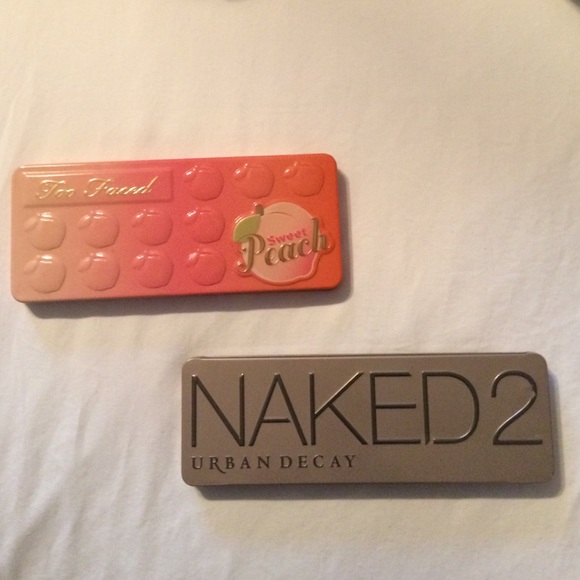 Too Faced
Sweet
Peach
NAKED2
URBAN DECAY